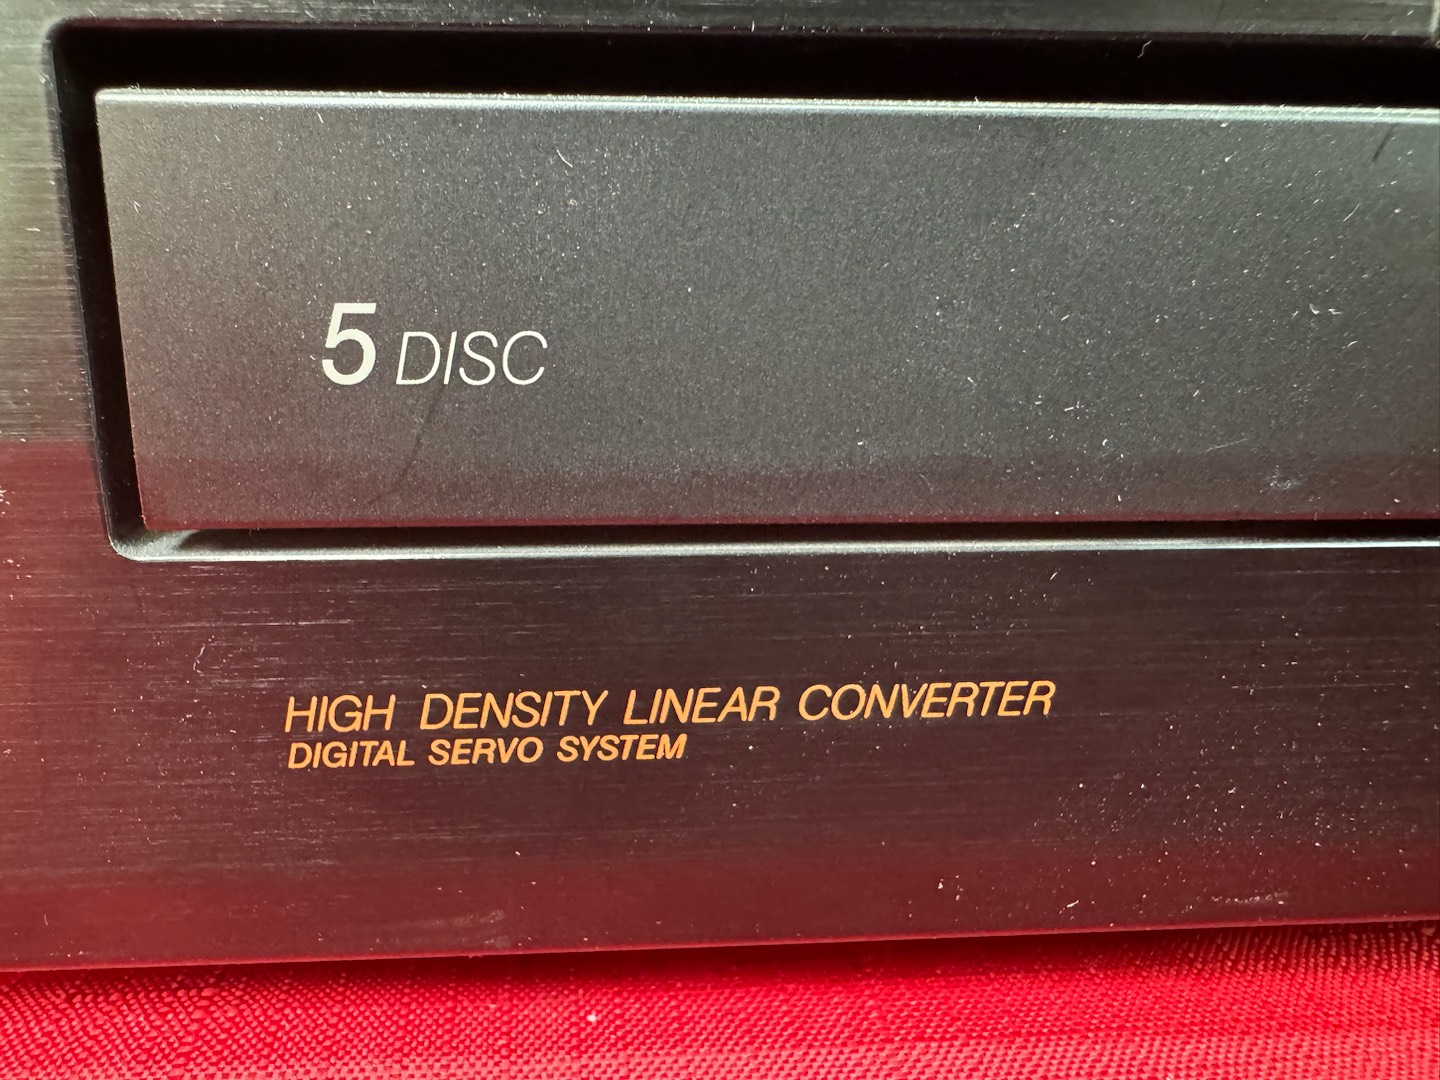 5 DISC
HIGH DENSITY LINEAR CONVERTER
DIGITAL SERVO SYSTEM